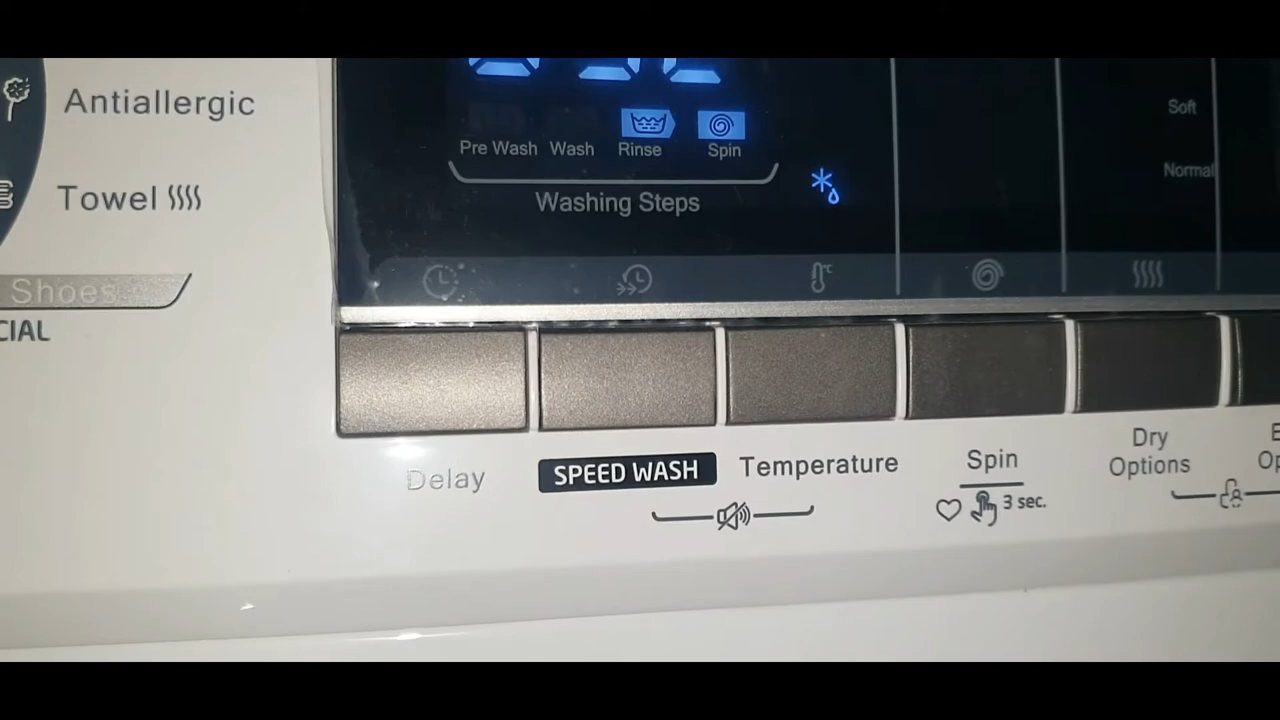 Antiallergic
Towel
Shoes
CIAL
Pre Wash Wash Rinse Spin
Washing Steps
Soft
Normal
°C
Delay
SPEED WASH
Temperature
Spin
3 sec.
Dry
Options